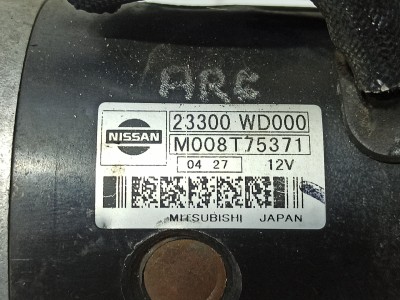 ARE
NISSAN
23300 WD000
M008T75371
04 27 12V
MITSUBISHI JAPAN